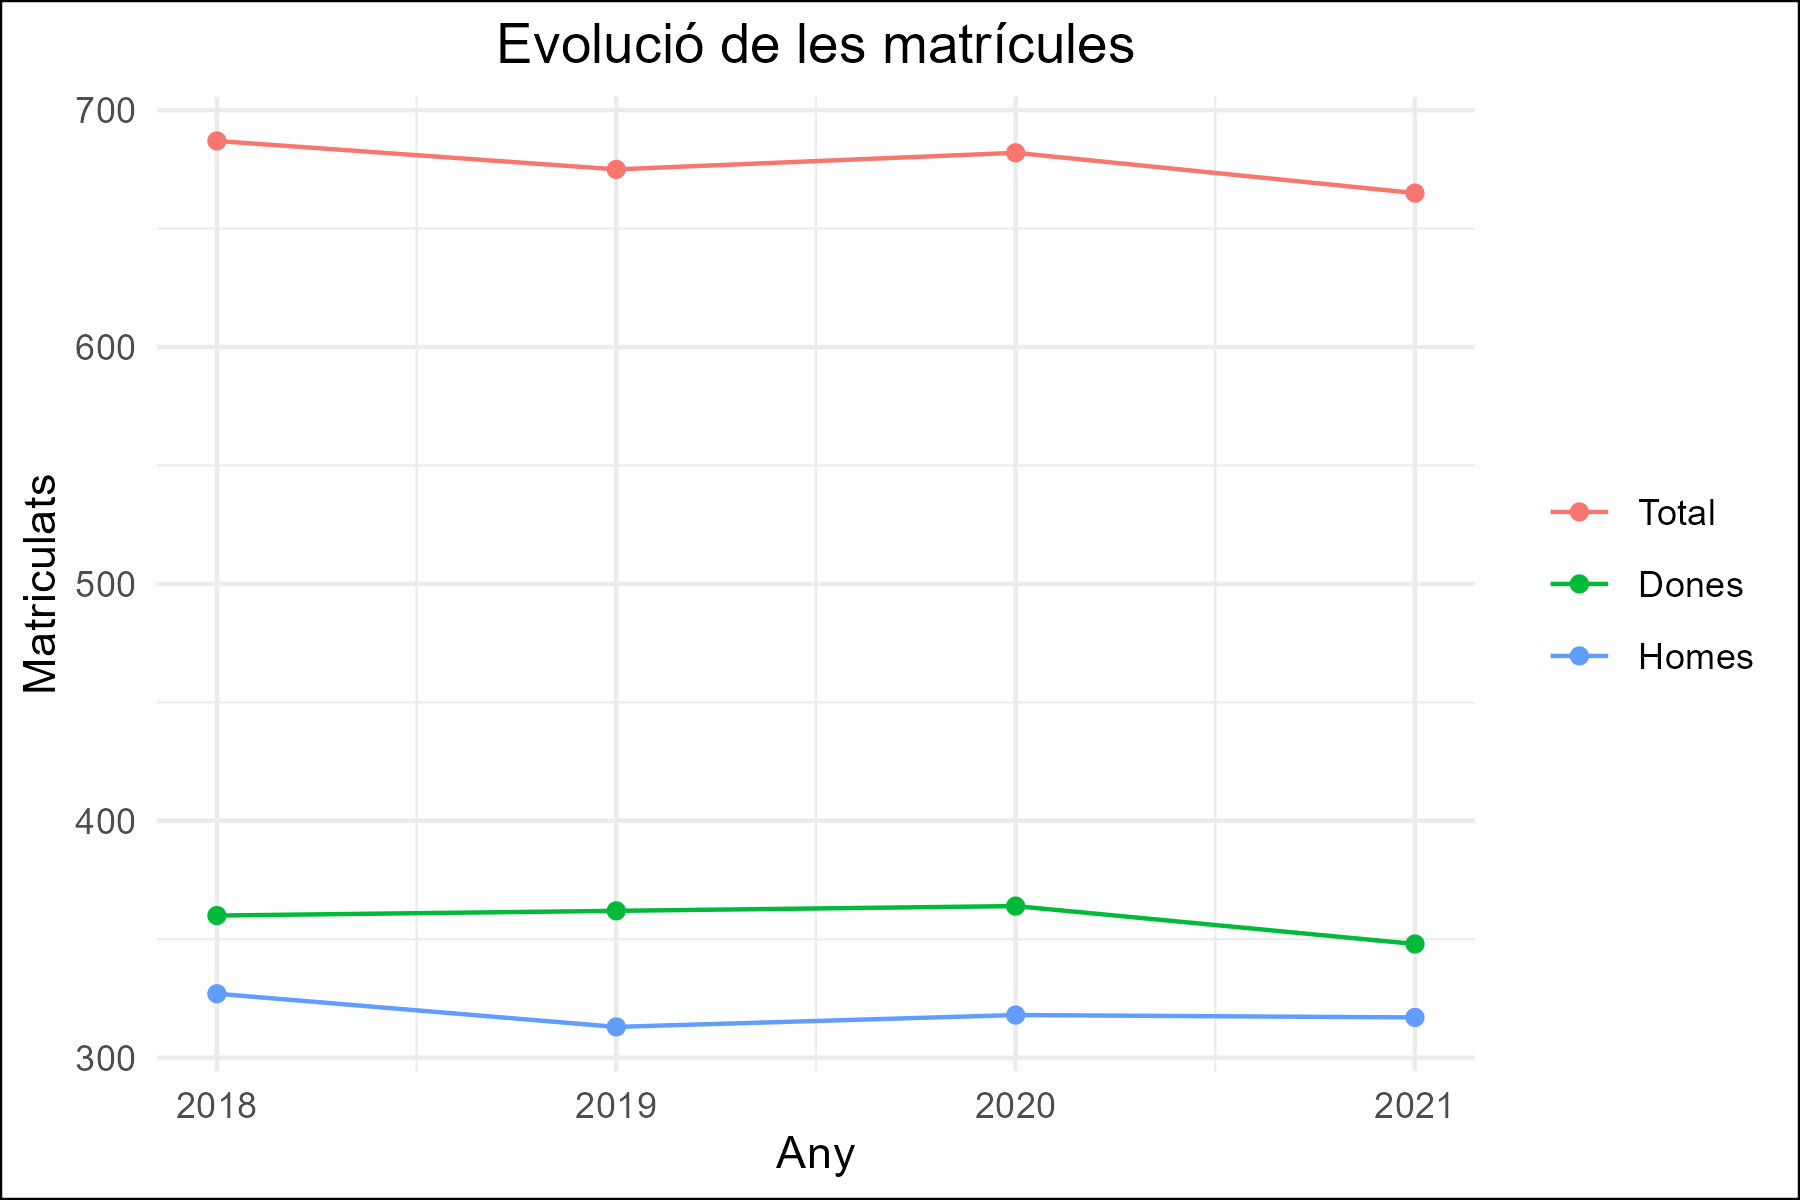 Evolució de les matrícules
700
600
500
400
300
Matriculats
2018
2019
2020
2021
Any
Total
Dones
Homes